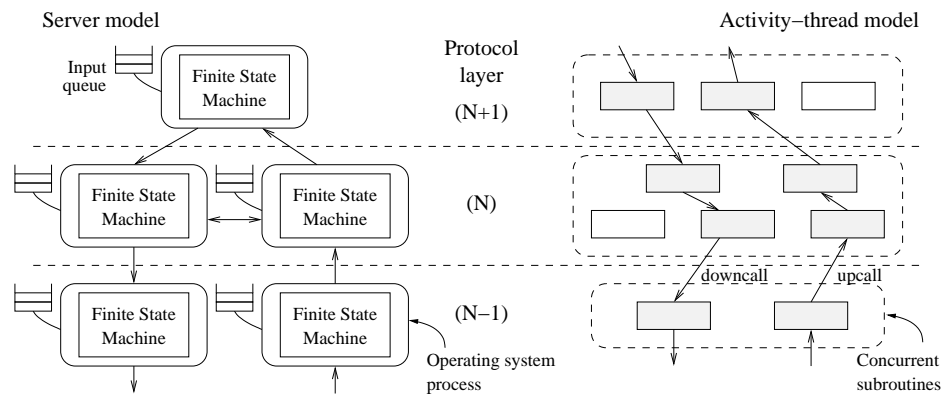 Server model
Activity−thread model
Input
queue
Finite State
Machine
Protocol
layer
(N+1)
Finite State
Machine
Finite State
Machine
(N)
downcall
upcall
Finite State
Machine
Finite State
Machine
(N−1)
Operating system
process
Concurrent
subroutines